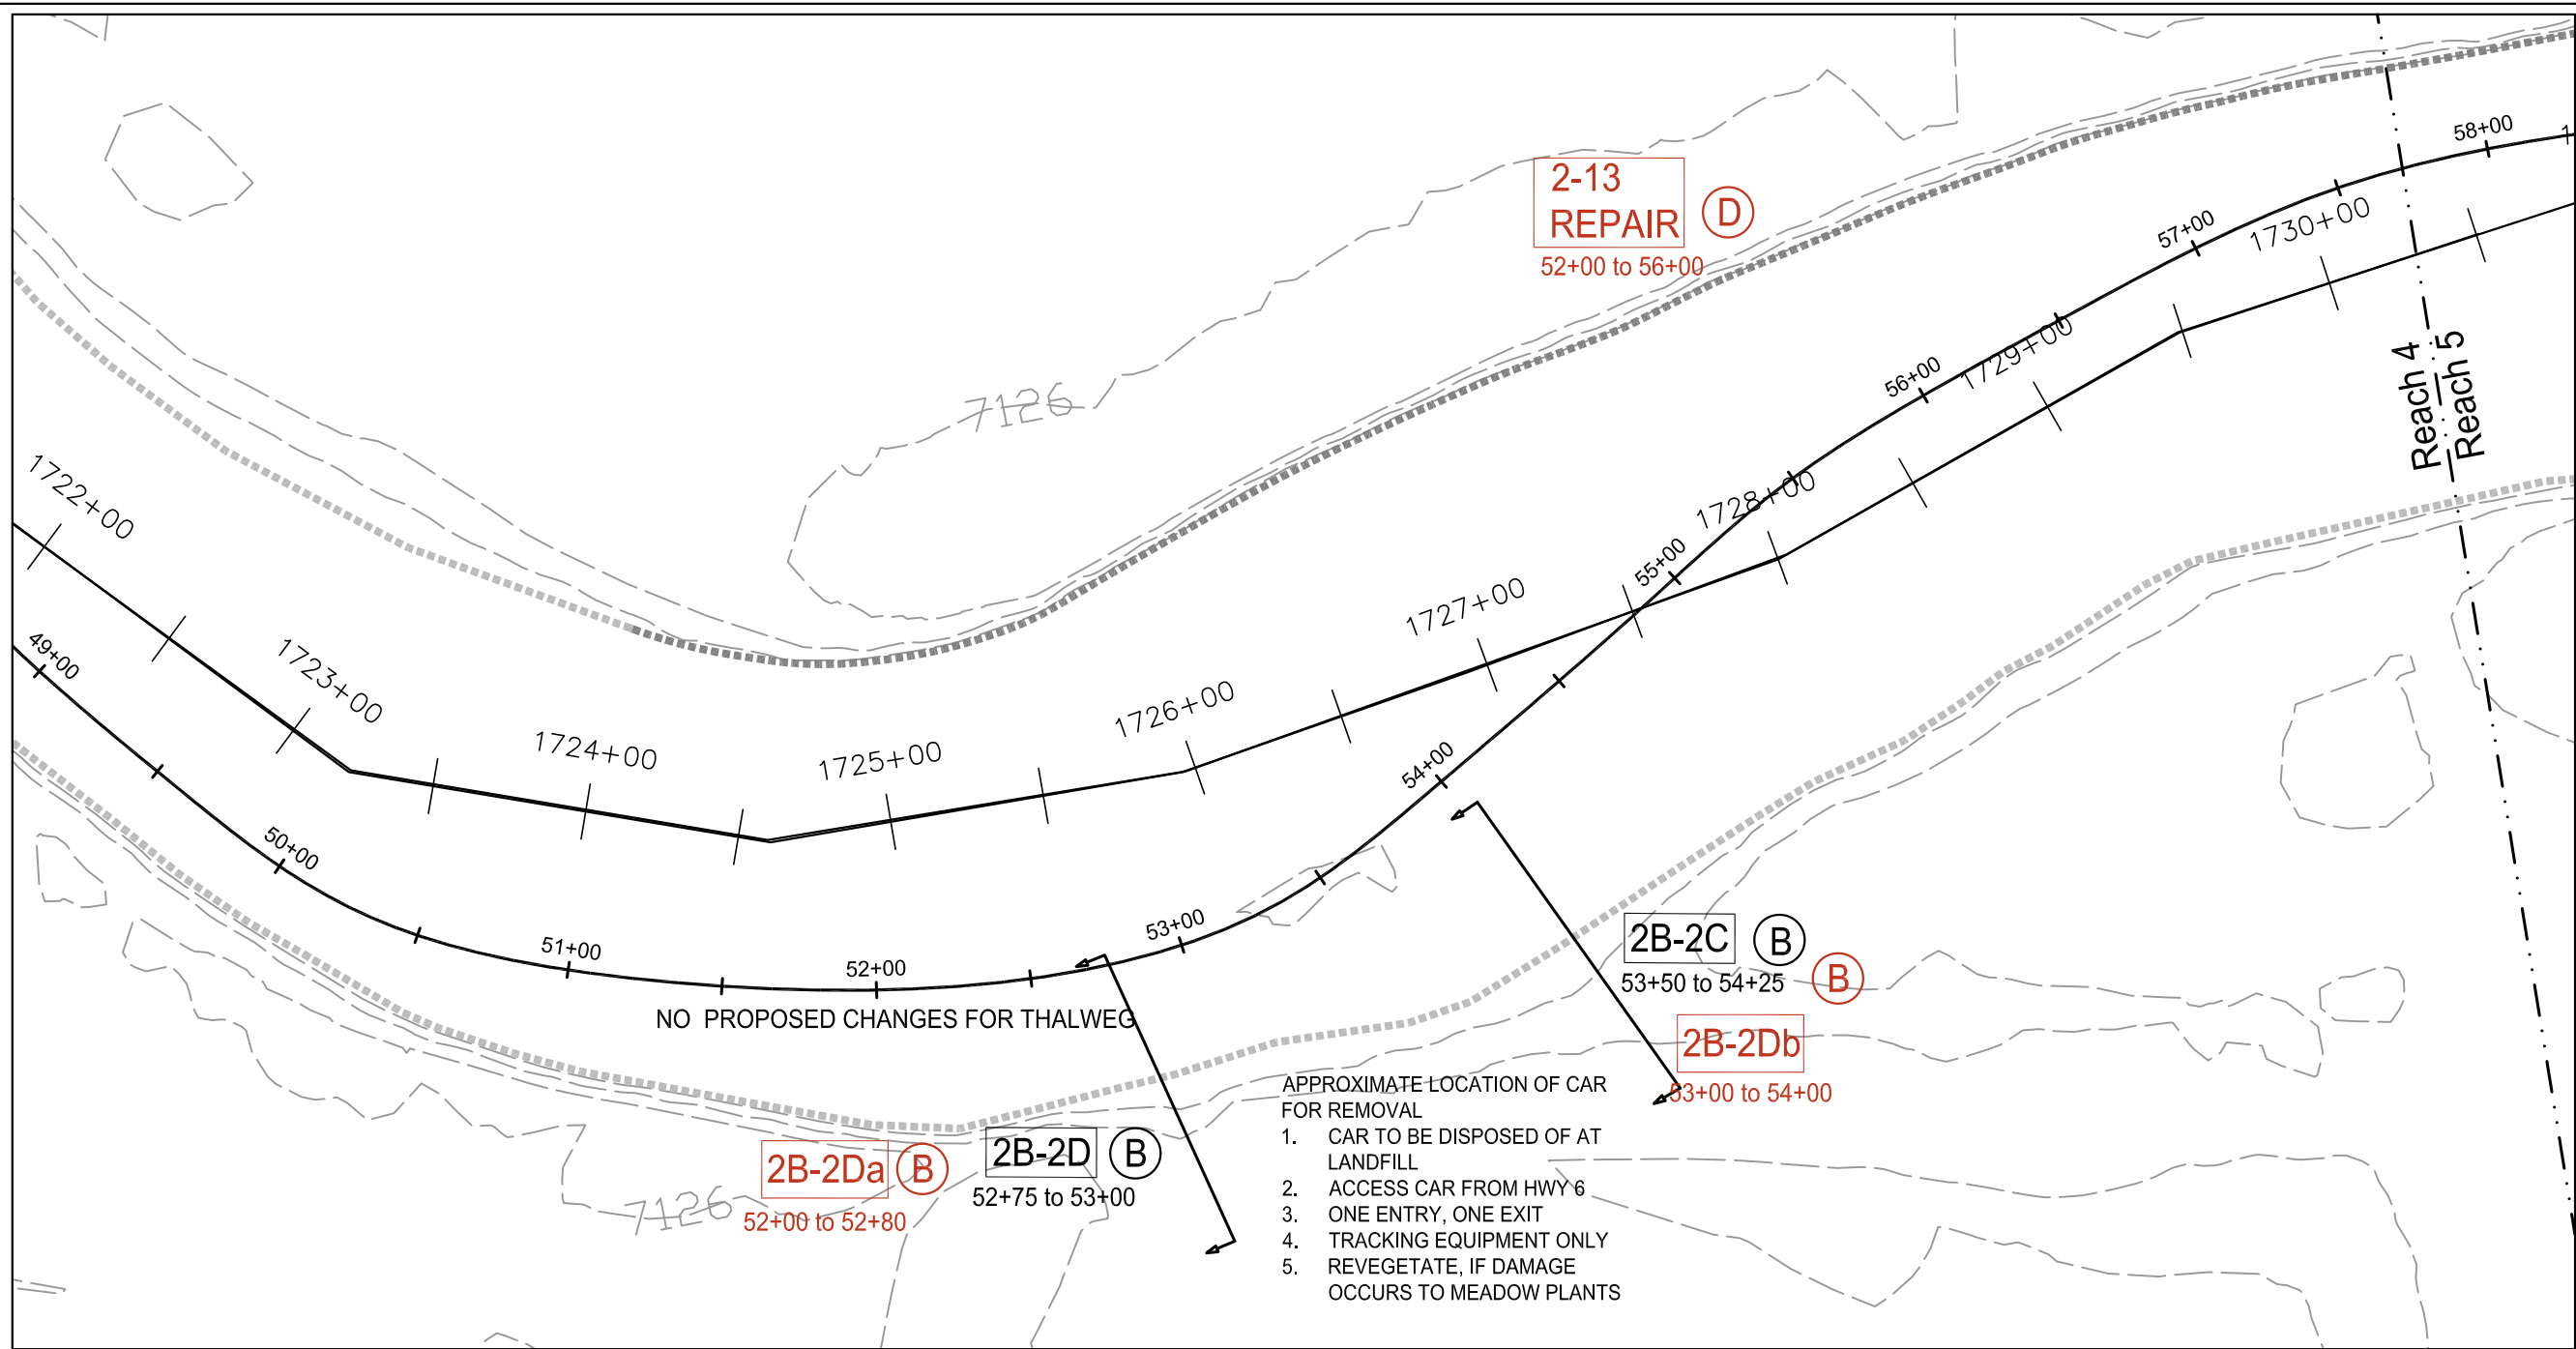 58+00
1
2-13
REPAIR
D
52+00 to 56+00
57+00
1730+00
1729+00
56+00
Reach 4
Reach 5
7126
1722+00
1728+00
55+00
1727+00
49+00
1723+00
1726+00
1724+00
1725+00
54+00
50+00
53+00
51+00
52+00
NO PROPOSED CHANGES FOR THALWEG
2B-2C
B
53+50 to 54+25
B
2B-2Db
53+00 to 54+00
APPROXIMATE LOCATION OF CAR
FOR REMOVAL
1. CAR TO BE DISPOSED OF AT
LANDFILL
2. ACCESS CAR FROM HWY 6
3. ONE ENTRY, ONE EXIT
4. TRACKING EQUIPMENT ONLY
5. REVEGETATE, IF DAMAGE
OCCURS TO MEADOW PLANTS
2B-2Da
B
52+00 to 52+80
2B-2D
B
52+75 to 53+00
7126